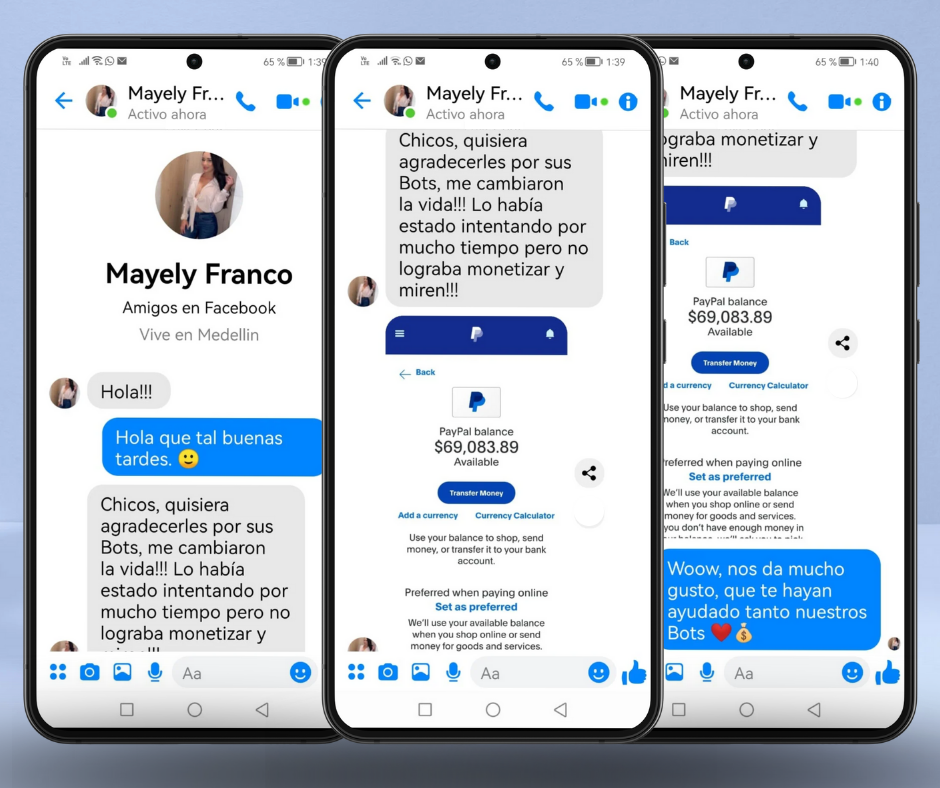 Vo
LTE
65 % 1:39
Mayely Fr...
Activo ahora
Mayely Franco
Amigos en Facebook
Vive en Medellin
Hola!!!
Hola que tal buenas
tardes. 🙂
Chicos, quisiera
agradecerles por sus
Bots, me cambiaron
la vida!!! Lo había
estado intentando por
mucho tiempo pero no
lograba monetizar y
miren!!!
Aa
Vo
LTE
65 % 1:39
Mayely Fr...
Activo ahora
Chicos, quisiera
agradecerles por sus
Bots, me cambiaron
la vida!!! Lo había
estado intentando por
mucho tiempo pero no
lograba monetizar y
miren!!!
Back
PayPal balance
$69,083.89
Available
Transfer Money
Add a currency Currency Calculator
Use your balance to shop, send
money, or transfer it to your bank
account.
Preferred when paying online
Set as preferred
We'll use your available balance
when you shop online or send
money for goods and services.
Aa
65 % 1:40
Mayely Fr...
Activo ahora
ograba monetizar y
miren!!!
Back
PayPal balance
$69,083.89
Available
Transfer Money
d a currency Currency Calculator
Use your balance to shop, send
money, or transfer it to your bank
account.
referred when paying online
Set as preferred
We'll use your available balance
when you shop online or send
money for goods and services.
you don't have enough money in
Woow, nos da mucho
gusto, que te hayan
ayudado tanto nuestros
Bots ❤️💰
Aa